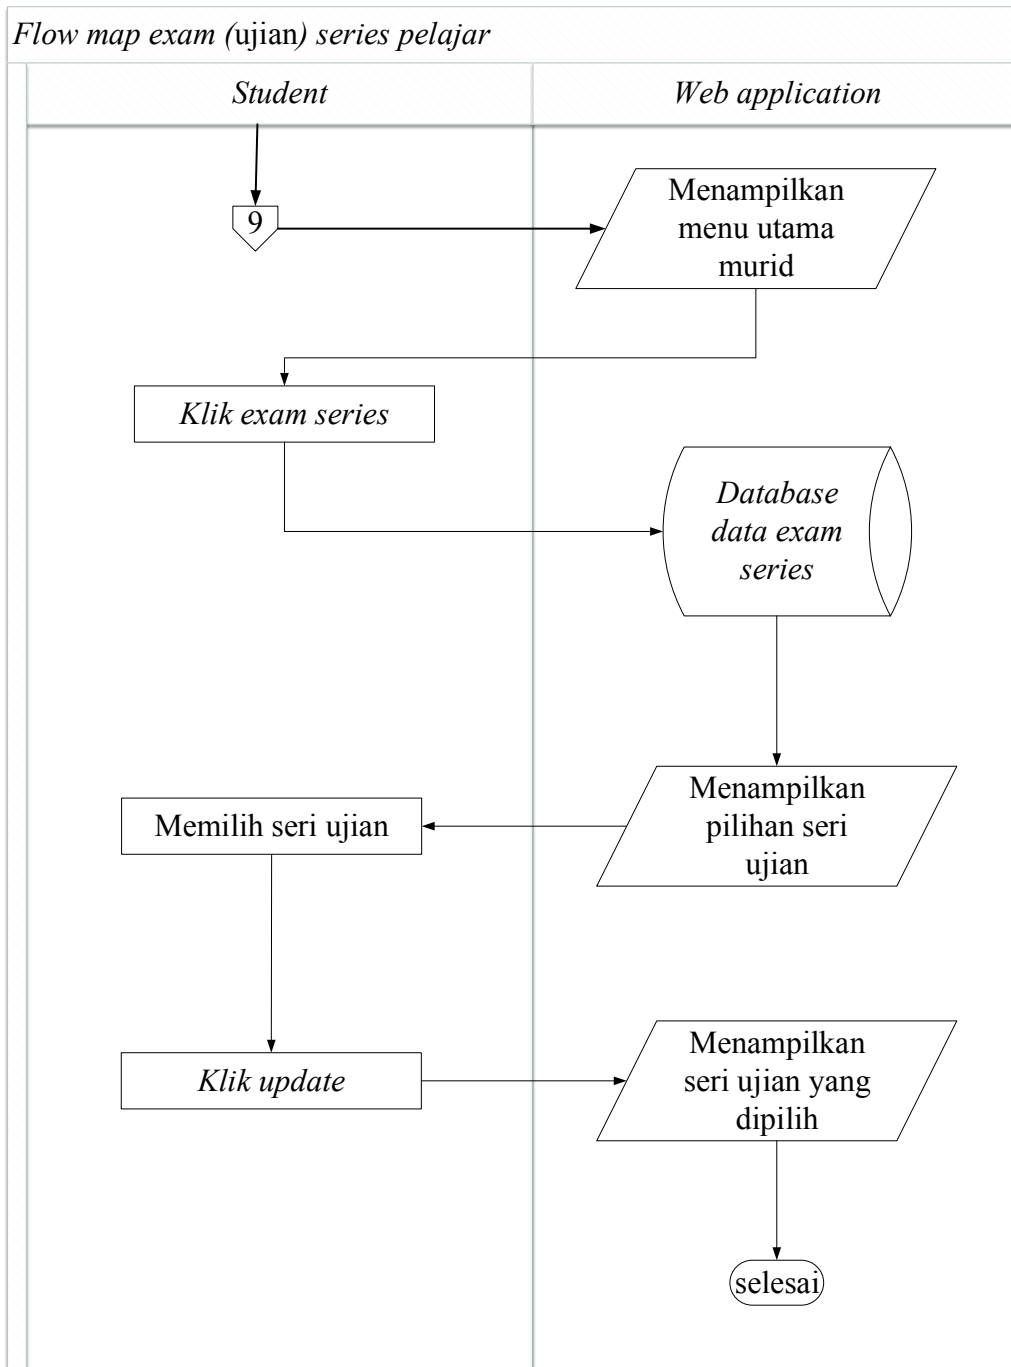 Flow map exam (ujian) series pelajar
Student
Web application
9
Menampilkan
menu utama
murid
Klik exam series
Database
data exam
series
Menampilkan
pilihan seri
ujian
Memilih seri ujian
Klik update
Menampilkan
seri ujian yang
dipilih
selesai